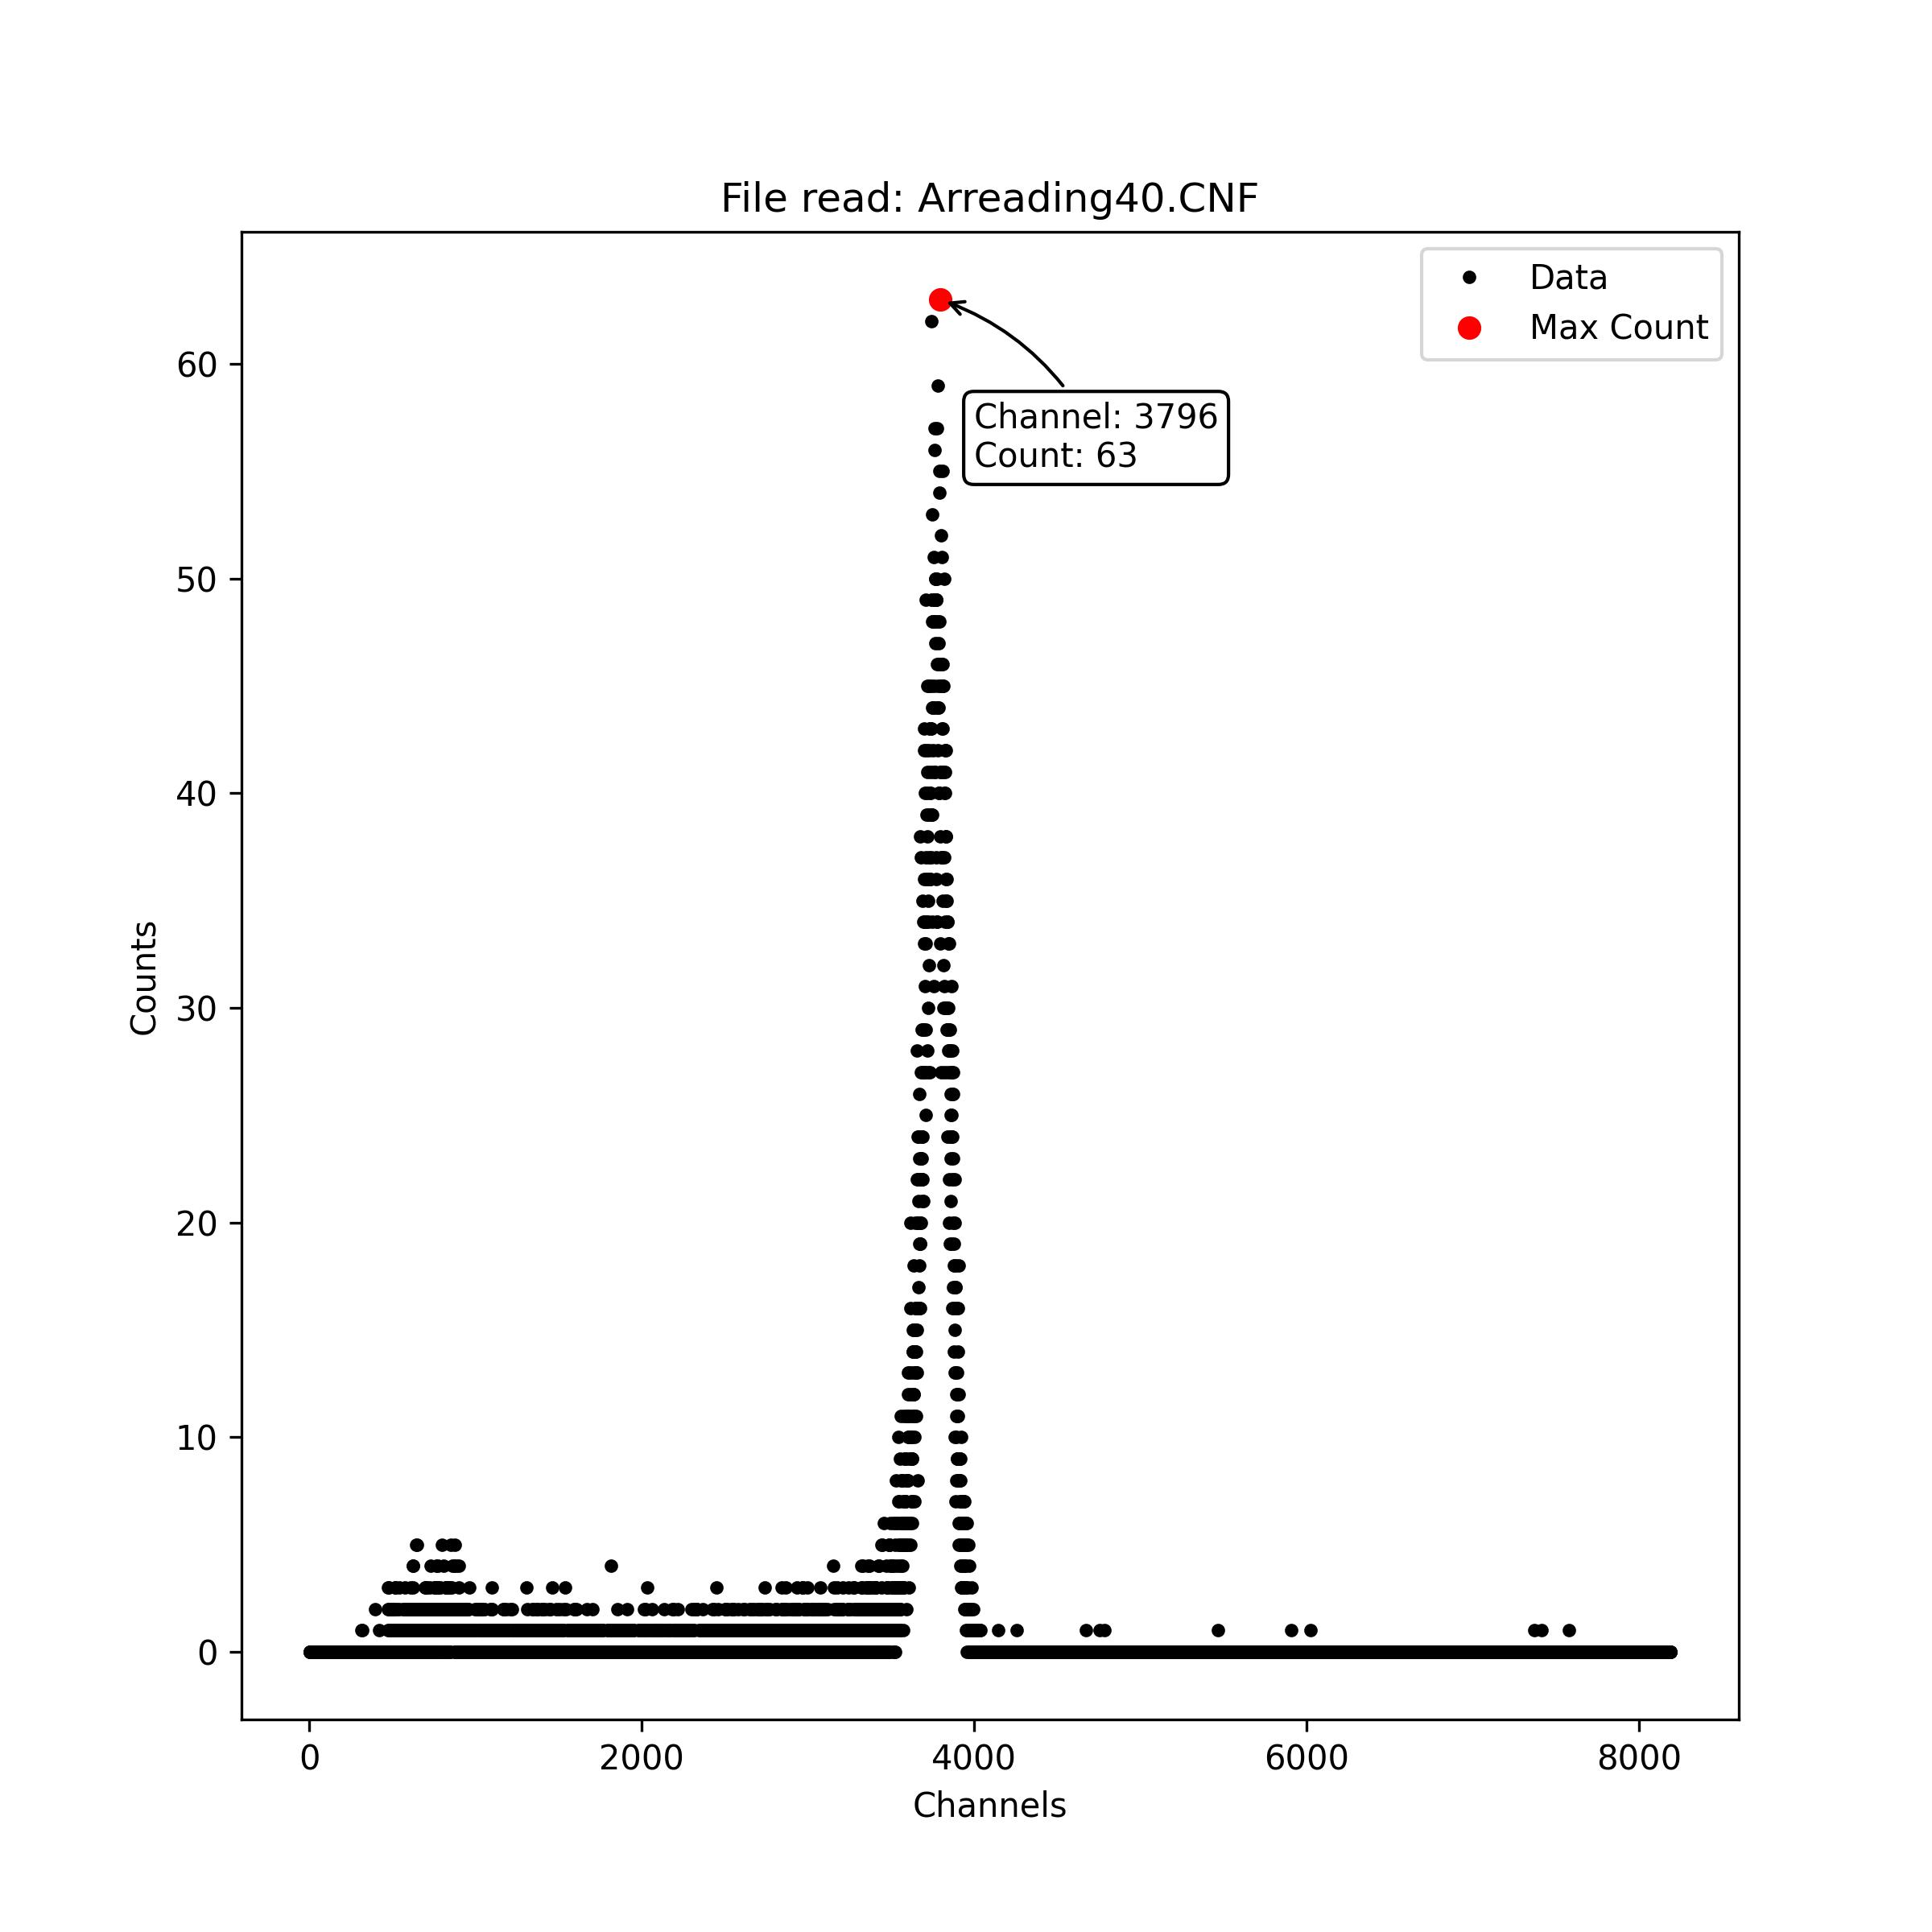 File read: Arreading40.CNF
Data
Max Count
Channel: 3796
Count: 63
60
50
40
30
20
10
0
Counts
0 2000 4000 6000 8000
Channels